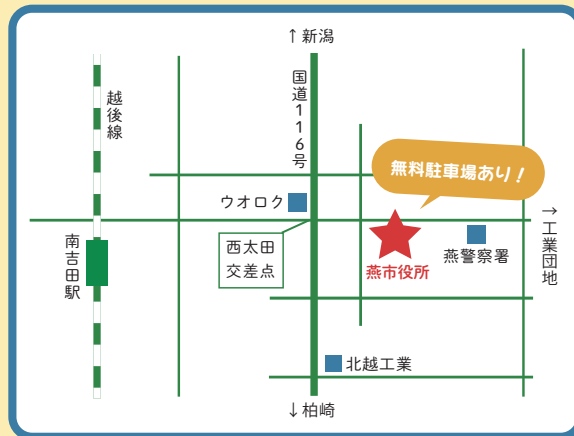 ↑新潟
国道116号
越後線
無料駐車場あり！
ウオロク
西太田
交差点
南吉田駅
燕市役所
燕警察署
→工業団地
北越工業
↓柏崎